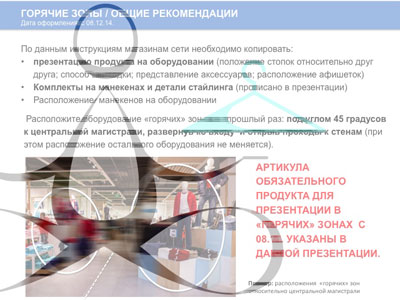 ГОРЯЧИЕ ЗОНЫ / ОБЩИЕ РЕКОМЕНДАЦИИ
Дата оформления с 08.12.14.
По данным инструкциям магазинам сети необходимо копировать:
• презентацию продукта на оборудовании (положение стопок относительно друг
друга; способ выкладки; представление аксессуаров; расположение афишеток)
• Комплекты на манекенах и детали стайлинга (прописано в презентации)
• Расположение манекенов на оборудовании
Расположите оборудование «горячих» зон прошлый раз: под углом 45 градусов
к центральной магистрали, развернув ко входу и открыв проходы к стенам (при
этом расположение остального оборудования не меняется).
АРТИКУЛА
ОБЯЗАТЕЛЬНОГО
ПРОДУКТА ДЛЯ
ПРЕЗЕНТАЦИИ В
«ГОРЯЧИХ» ЗОНАХ С
08. УКАЗАНЫ В
ДАННОЙ ПРЕЗЕНТАЦИИ.
Пример: расположения «горячих» зон
относительно центральной магистрали